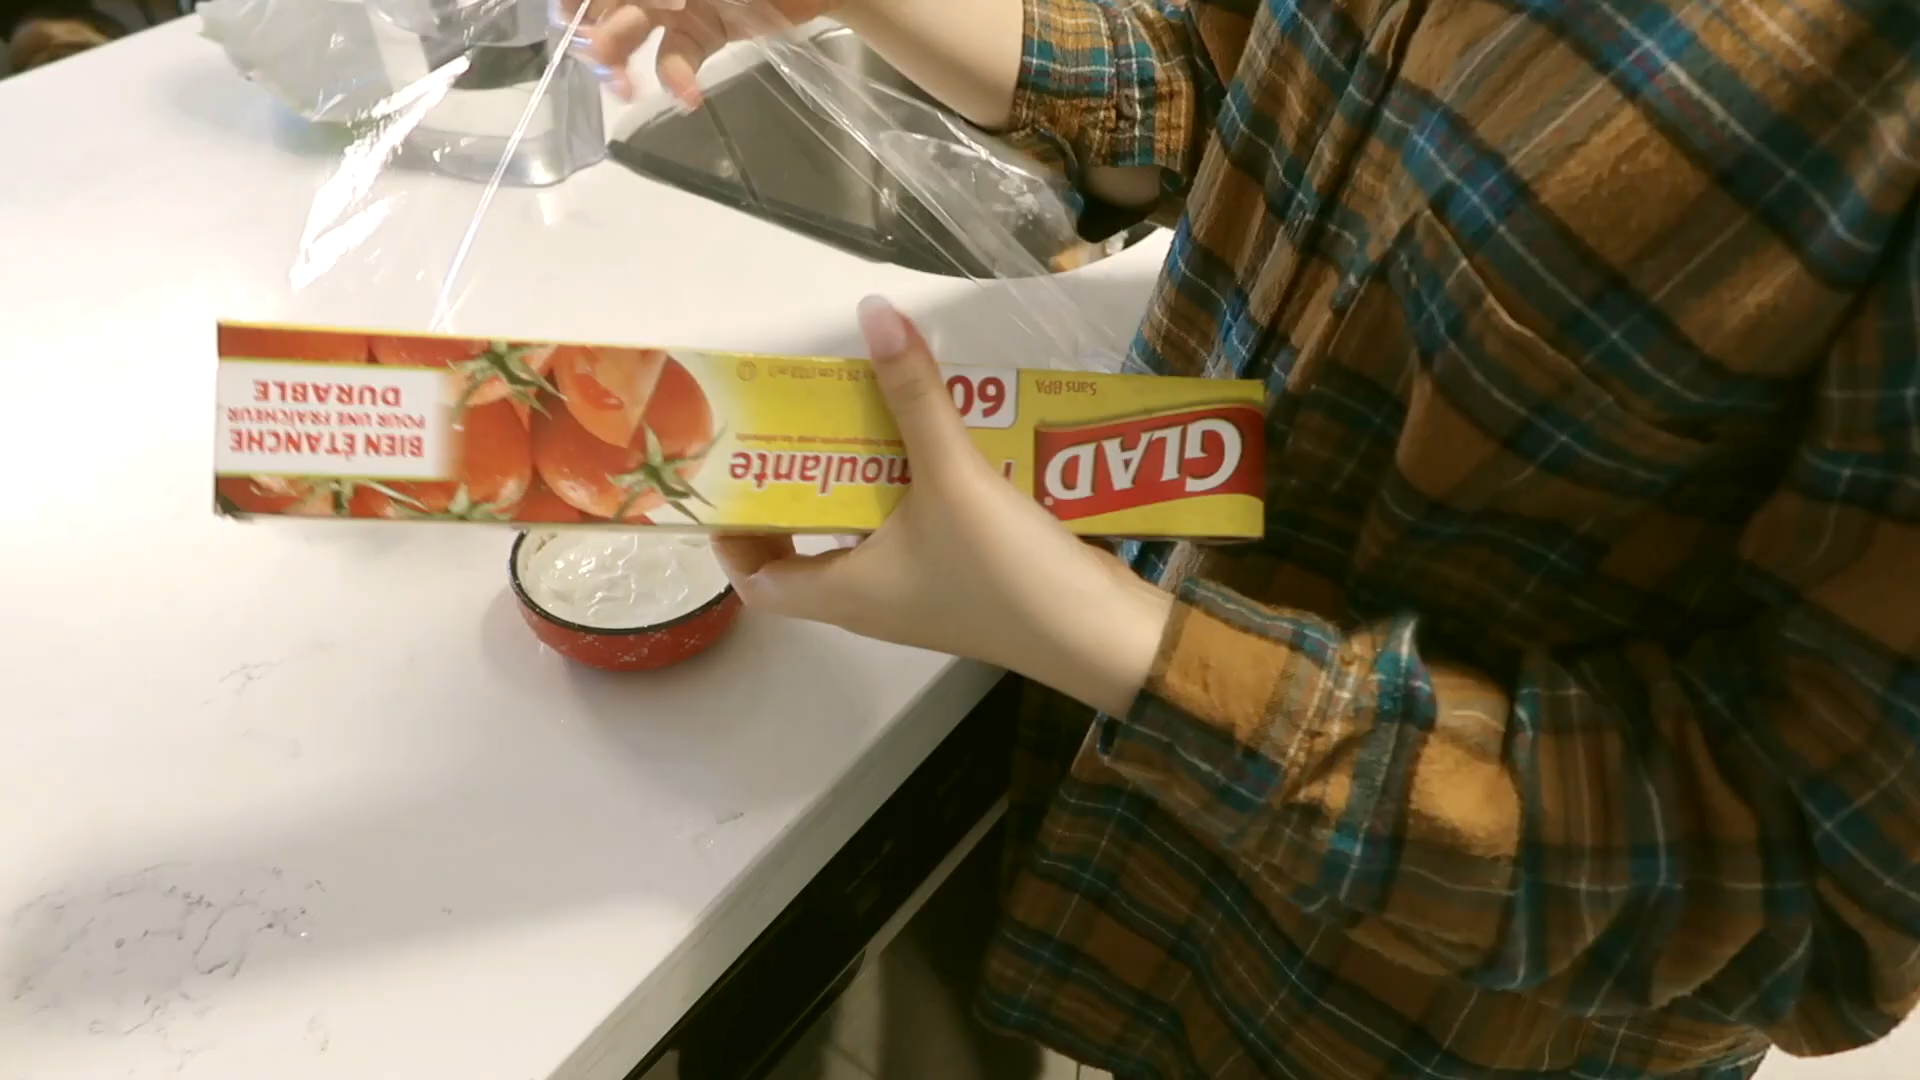 GLAD
Sans BPA
60
moulante
BIEN ÉTANCHE
POUR UNE FRAÎCHEUR
DURABLE